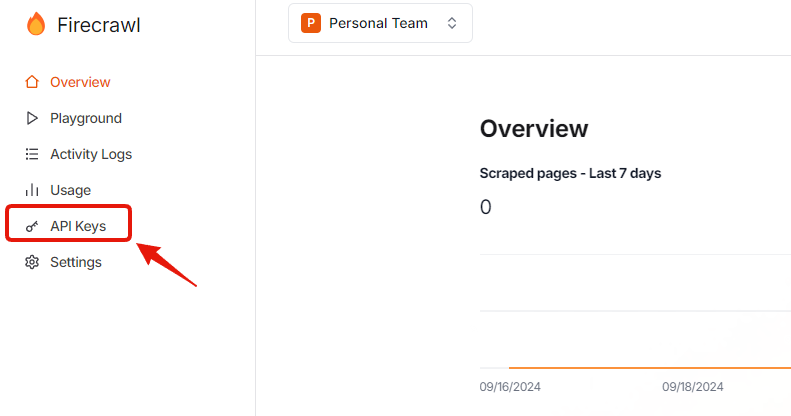 Firecrawl
Overview
Playground
Activity Logs
Usage
API Keys
Settings
P Personal Team
Overview
Scraped pages - Last 7 days
0
09/16/2024 09/18/2024